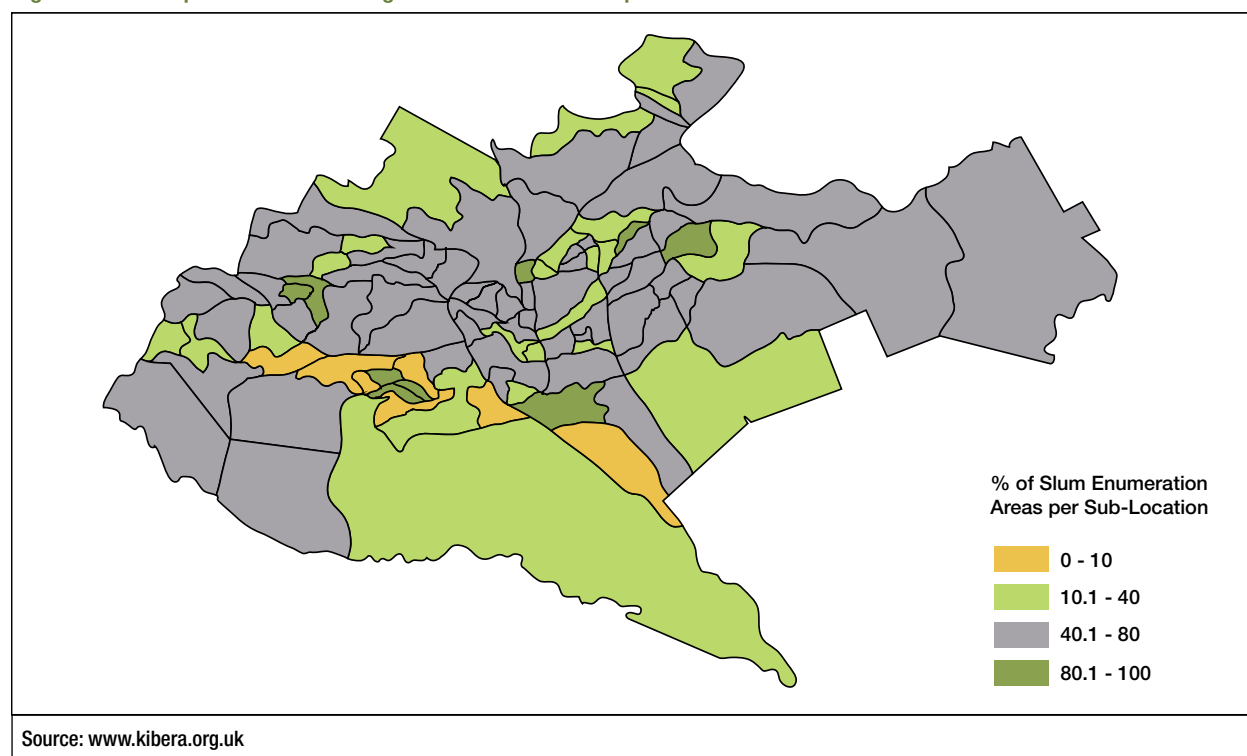 % of Slum Enumeration
Areas per Sub-Location
0 - 10
10.1 - 40
40.1 - 80
80.1 - 100
Source: www.kibera.org.uk